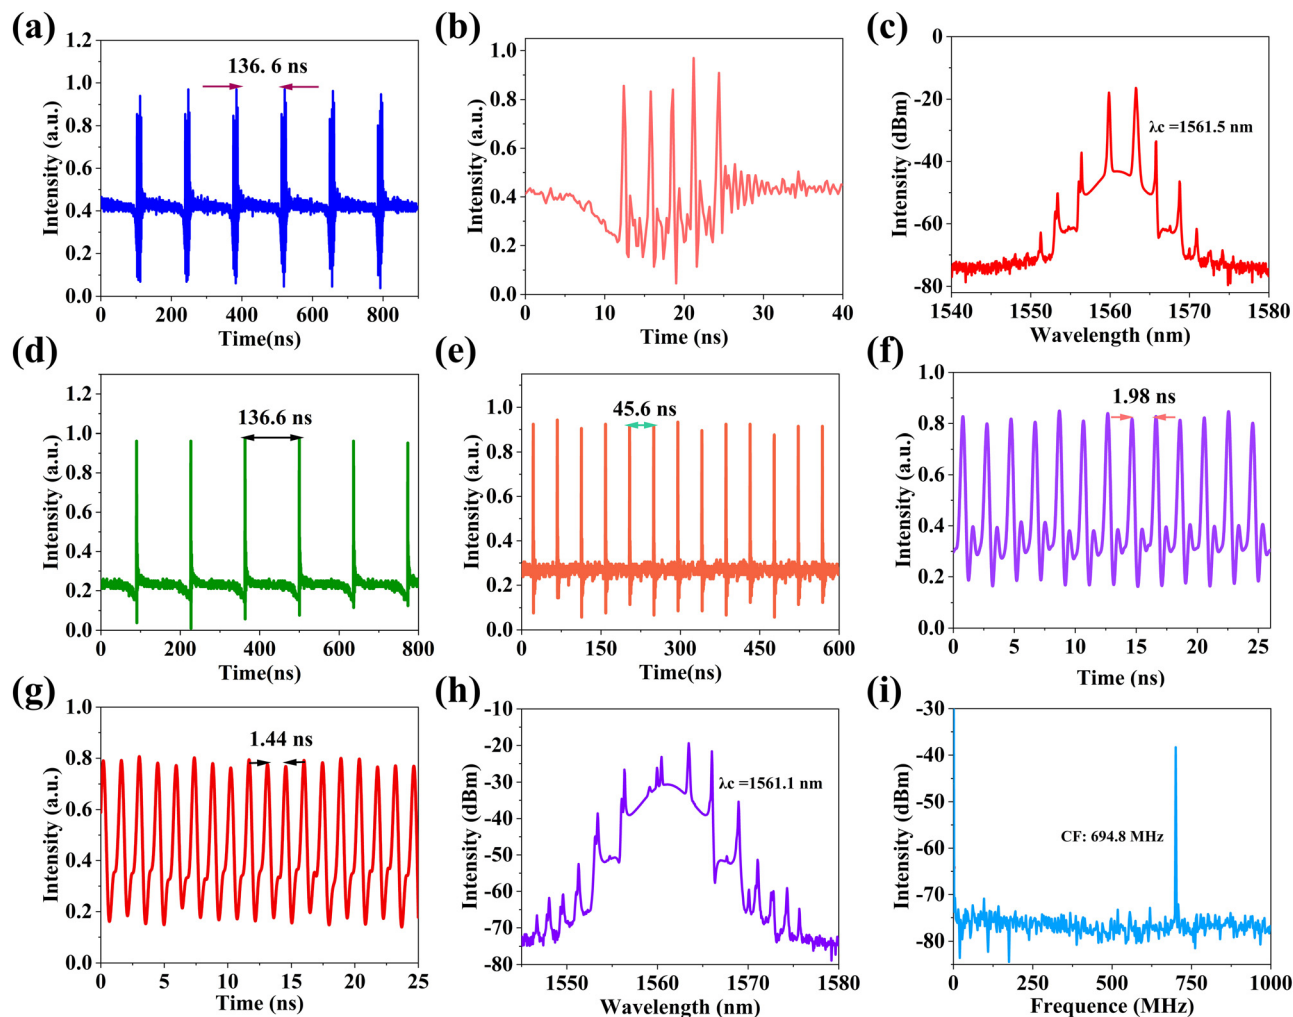 (a)
1.2
1.0
0.8
0.6
0.4
0.2
0.0
Intensity (a.u.)
136. 6 ns
0 200 400 600 800
Time(ns)
(b)
1.0
0.8
0.6
0.4
0.2
0.0
Intensity (a.u.)
0 10 20 30 40
Time (ns)
(c)
0
-20
-40
-60
-80
Intensity (dBm)
λc =1561.5 nm
1540 1550 1560 1570 1580
Wavelength (nm)
(d)
1.2
1.0
0.8
0.6
0.4
0.2
0.0
Intensity (a.u.)
136.6 ns
0 200 400 600 800
Time(ns)
(e)
1.0
0.8
0.6
0.4
0.2
0.0
Intensity (a.u.)
45.6 ns
0 150 300 450 600
Time(ns)
(f)
1.0
0.8
0.6
0.4
0.2
0.0
Intensity (a.u.)
1.98 ns
0 5 10 15 20 25
Time (ns)
(g)
1.0
0.8
0.6
0.4
0.2
0.0
Intensity (a.u.)
1.44 ns
0 5 10 15 20 25
Time (ns)
(h)
-10
-20
-30
-40
-50
-60
-70
-80
Intensity (dBm)
λc =1561.1 nm
1550 1560 1570 1580
Wavelength (nm)
(i)
-30
-40
-50
-60
-70
-80
Intensity (dBm)
CF: 694.8 MHz
0 250 500 750 1000
Frequence (MHz)